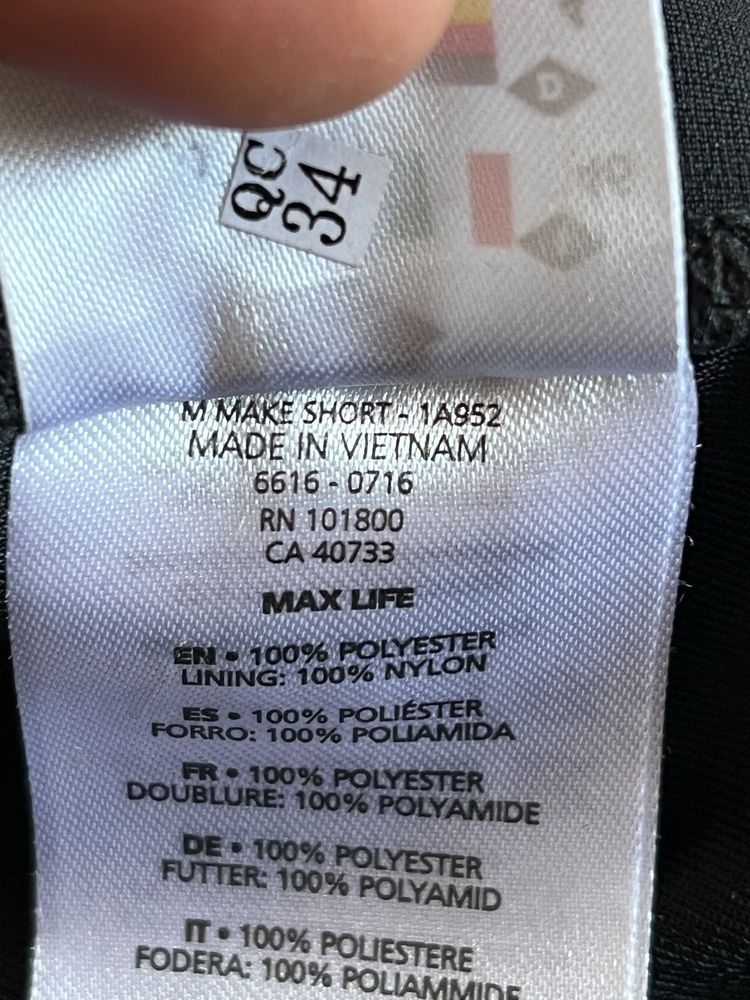 QC
34
D
M MAKE SHORT - 1A952
MADE IN VIETNAM
6616 - 0716
RN 101800
CA 40733
MAX LIFE
EN • 100% POLYESTER
LINING: 100% NYLON
ES • 100% POLIÉSTER
FORRO: 100% POLIAMIDA
FR • 100% POLYESTER
DOUBLURE: 100% POLYAMIDE
DE • 100% POLYESTER
FUTTER: 100% POLYAMID
IT • 100% POLIESTERE
FODERA: 100% POLIAMMIDE